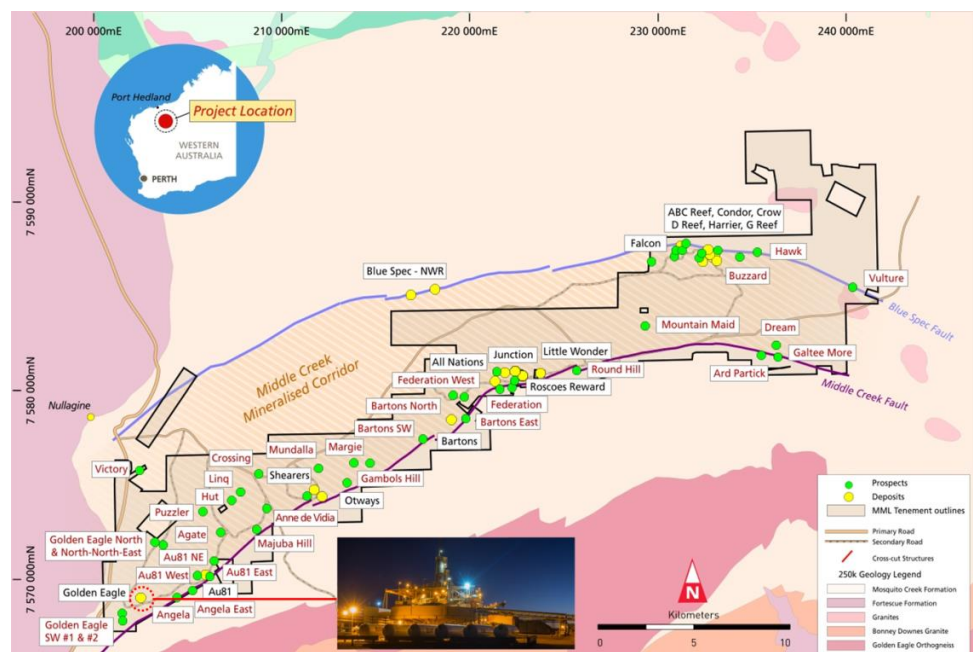 200 000mE
220 000mE
230 000mE
240 000mE
7 590 000mN
7 580 000mN
7 570 000mN
Port Hedland
Project Location
WESTERN
AUSTRALIA
PERTH
ABC Reef, Condor, Crow
D Reef, Harrier, G Reef
Falcon
Hawk
Blue Spec - NWR
Buzzard
Vulture
Blue Spec Fault
Mountain Maid
Dream
Middle Creek
Mineralised Corridor
All Nations
Junction
Little Wonder
Galtee More
Ard Partick
Round Hill
Federation West
Roscoes Reward
Middle Creek Fault
Nullagine
Bartons North
Federation
Bartons East
Bartons SW
Bartons
Victory
Crossing
Mundalla
Margie
Linq
Shearers
Gambols Hill
Hut
Otways
Puzzler
Anne de Vidia
Agate
Majuba Hill
Golden Eagle North
& North-North-East
Au81 NE
Au81 West
Au81 East
Golden Eagle
Au81
Angela
Angela East
Golden Eagle
SW #1 & #2
N
Kilometers
0
5
10
Prospects
Deposits
MML Tenement outlines
Primary Road
Secondary Road
Cross-cut Structures
250k Geology Legend
Mosquito Creek Formation
Fortescue Formation
Granites
Bonney Downes Granite
Golden Eagle Orthogneiss